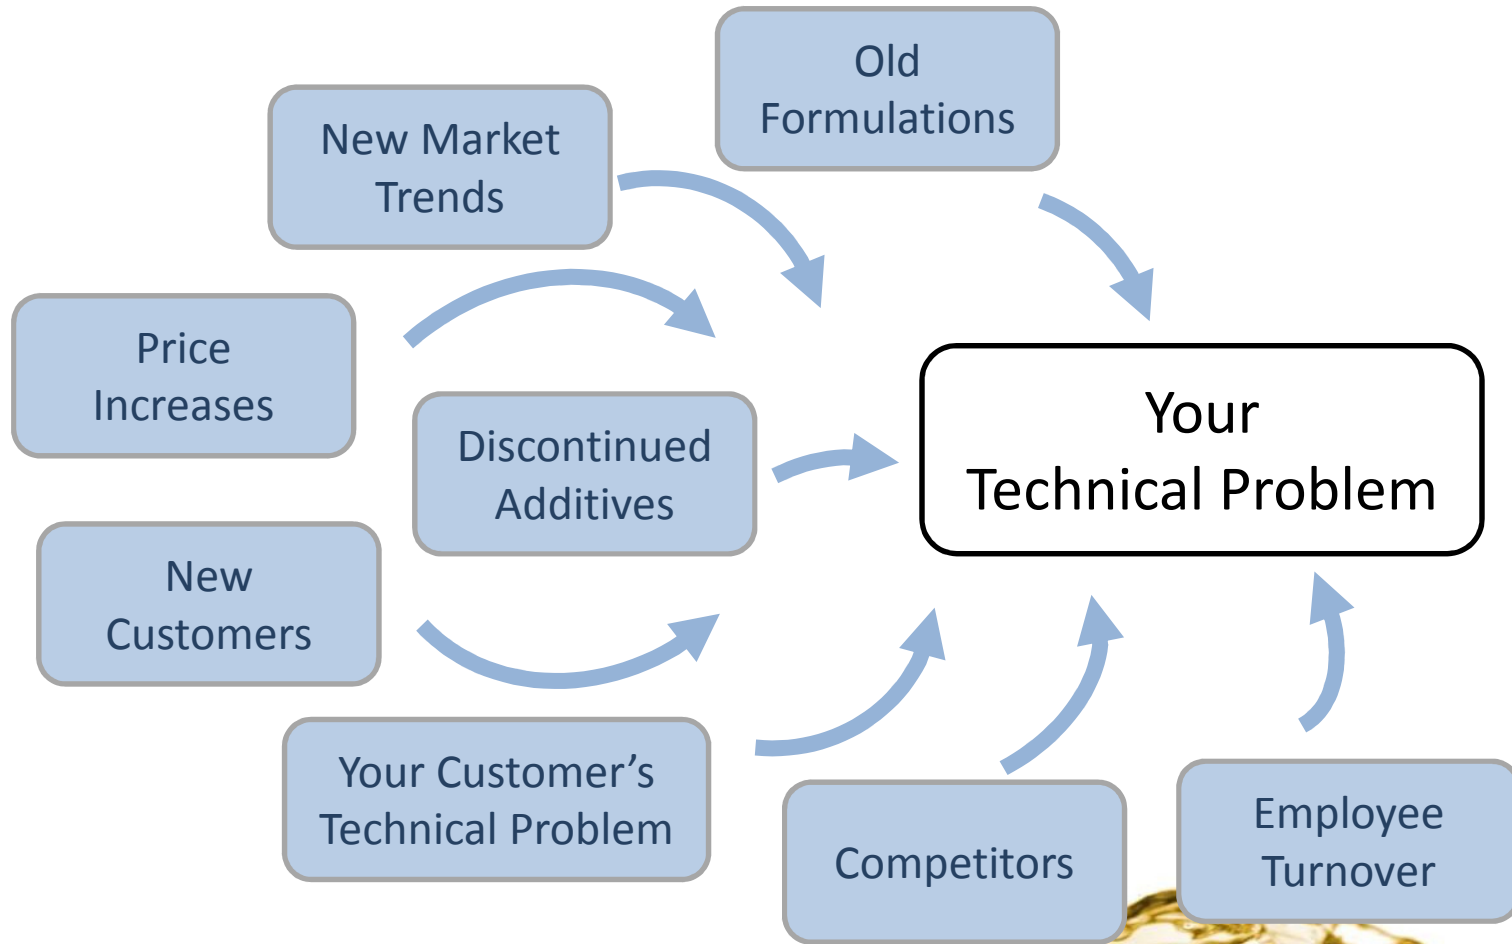 Old
Formulations
New Market
Trends
Price
Increases
Your
Technical Problem
Discontinued
Additives
New
Customers
Your Customer’s
Technical Problem
Competitors
Employee
Turnover